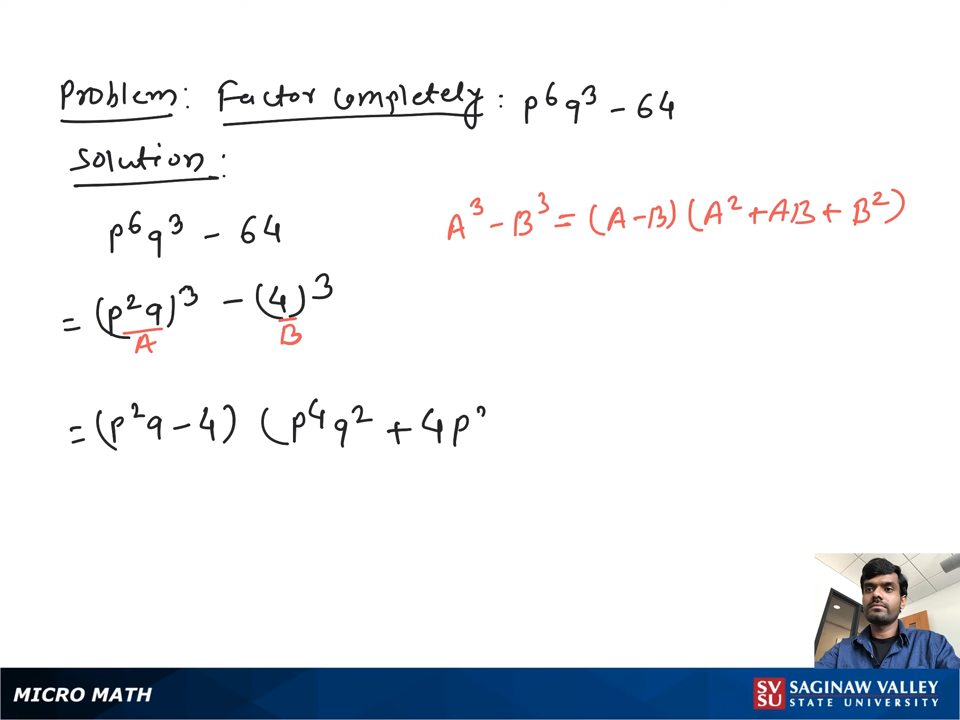 Problem: Factor Completely: p⁶q³ - 64
Solution:
p⁶q³ - 64
A³ - B³ = (A-B) (A² + AB + B²)
= (p²q)³ - (4)³
A B
= (p²q - 4) (p⁴q² + 4p
MICRO MATH
SV SU SAGINAW VALLEY
STATE UNIVERSITY